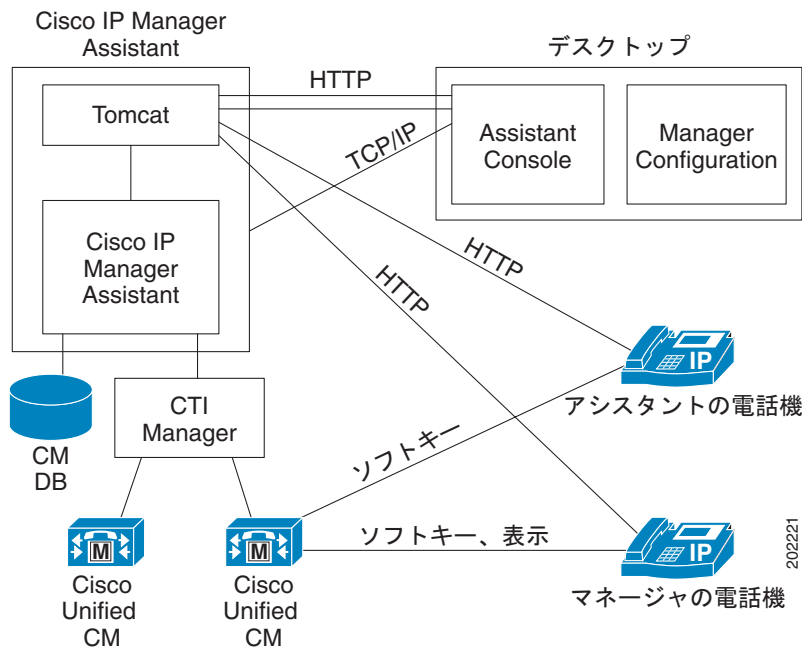 Cisco IP Manager
Assistant
デスクトップ
HTTP
Tomcat
Assistant
Console
Manager
Configuration
TCP/IP
Cisco IP
Manager
Assistant
HTTP
HTTP
IP
アシスタントの電話機
CTI
Manager
CM
DB
ソフトキー
M
M
ソフトキー、表示
IP
202221
Cisco
Unified
CM
Cisco
Unified
CM
マネージャの電話機